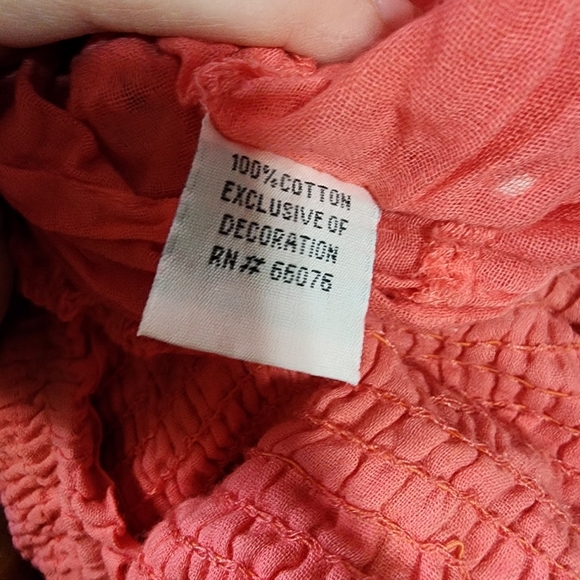 100% COTTON
EXCLUSIVE OF
DECORATION
RN# 66076